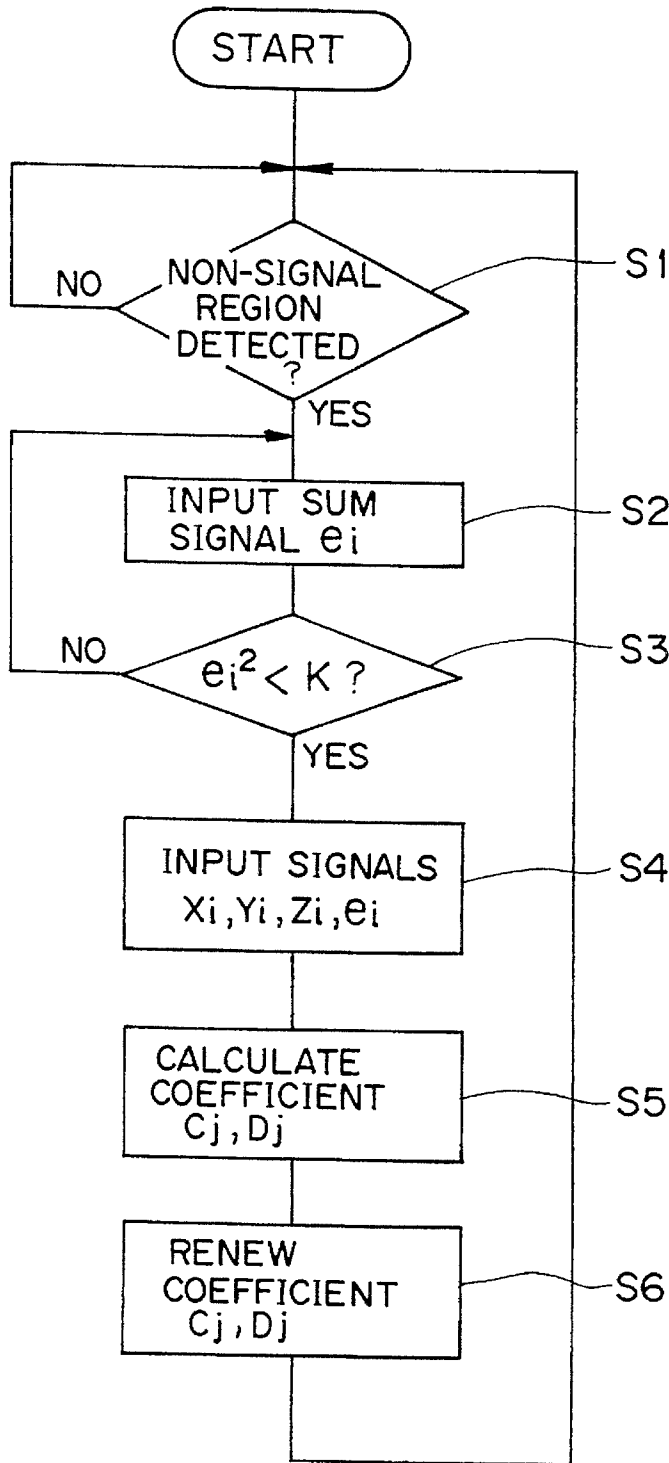 START
NON-SIGNAL
REGION
DETECTED
?
S1
NO
YES
INPUT SUM
SIGNAL ei
S2
ei² < K ?
S3
NO
YES
INPUT SIGNALS
Xi, Yi, Zi, ei
S4
CALCULATE
COEFFICIENT
Cj, Dj
S5
RENEW
COEFFICIENT
Cj, Dj
S6